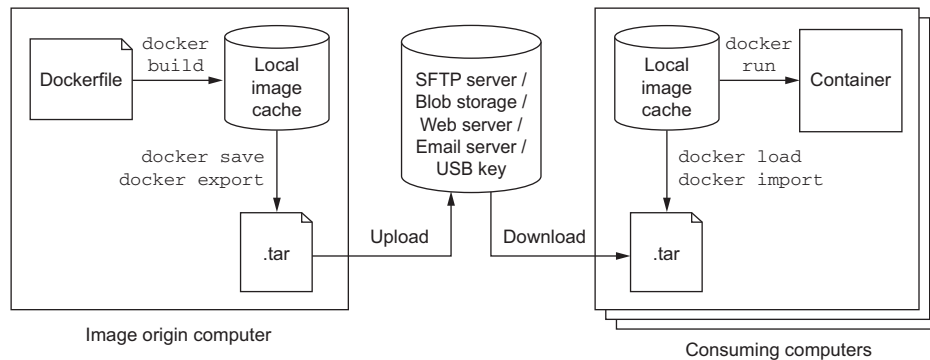 docker
build
Dockerfile
Local
image
cache
docker save
docker export
.tar
Image origin computer
SFTP server /
Blob storage /
Web server /
Email server /
USB key
Upload
Download
Local
image
cache
docker
run
Container
docker load
docker import
.tar
Consuming computers